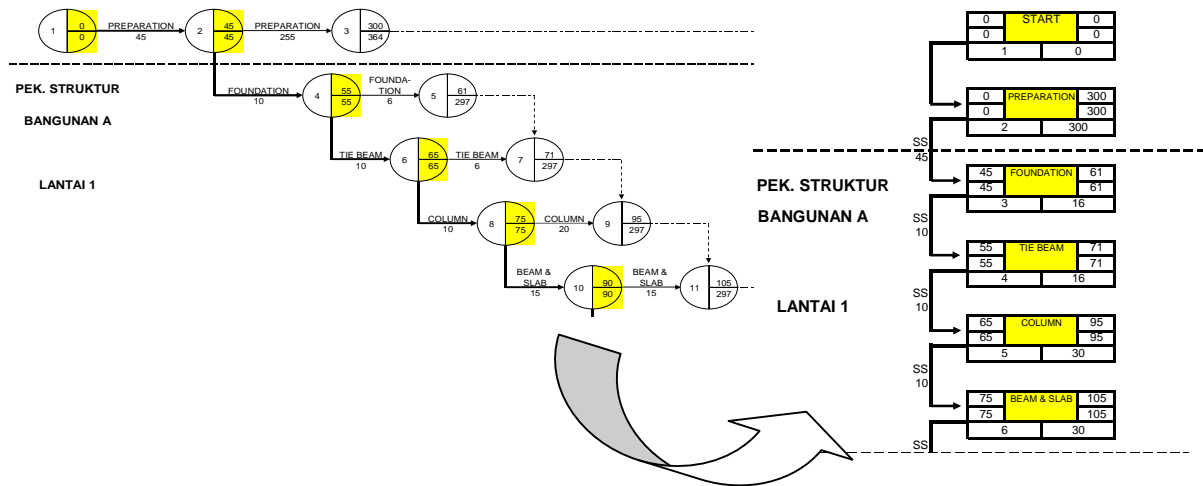 1 0 0 PREPARATION 45 2 45 45 PREPARATION 255 3 300 364
PEK. STRUKTUR
BANGUNAN A
LANTAI 1
FOUNDATION
10
4 55 55
FOUNDA-
TION
6
5 61 297
TIE BEAM
10
6 65 65
TIE BEAM
6
7 71 297
COLUMN
10
8 75 75
COLUMN
20
9 95 297
BEAM &
SLAB
15
10 90 90
BEAM &
SLAB
15
11 105 297
0 START 0
0 0
1 0
0 PREPARATION 300
0 300
2 300
SS
45
PEK. STRUKTUR
BANGUNAN A
LANTAI 1
45 FOUNDATION 61
45 61
3 16
SS
10
55 TIE BEAM 71
55 71
4 16
SS
10
65 COLUMN 95
65 95
5 30
SS
10
75 BEAM & SLAB 105
75 105
6 30
SS